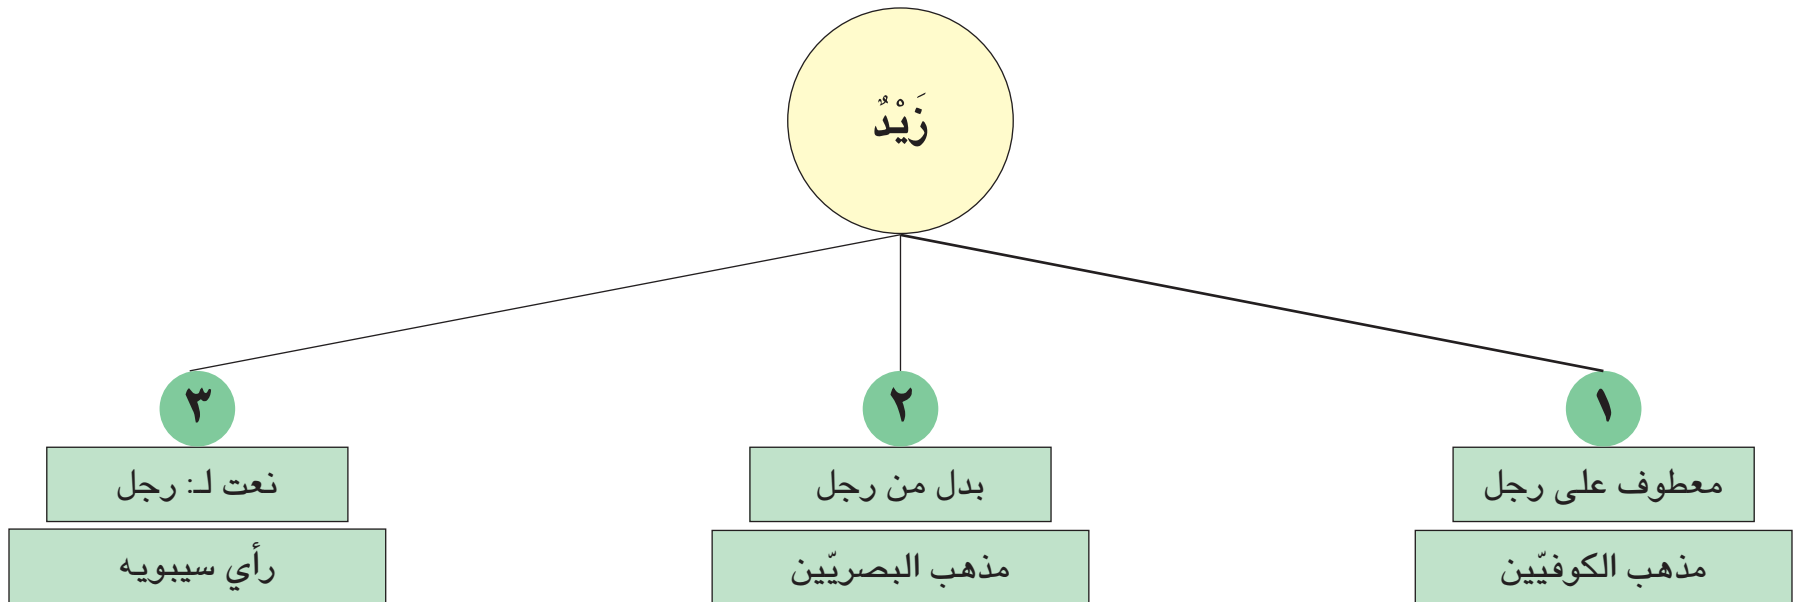 زَيْدٌ
١
معطوف على رجل
مذهب الكوفيّين
٢
بدل من رجل
مذهب البصريّين
٣
نعت لـ: رجل
رأي سيبويه